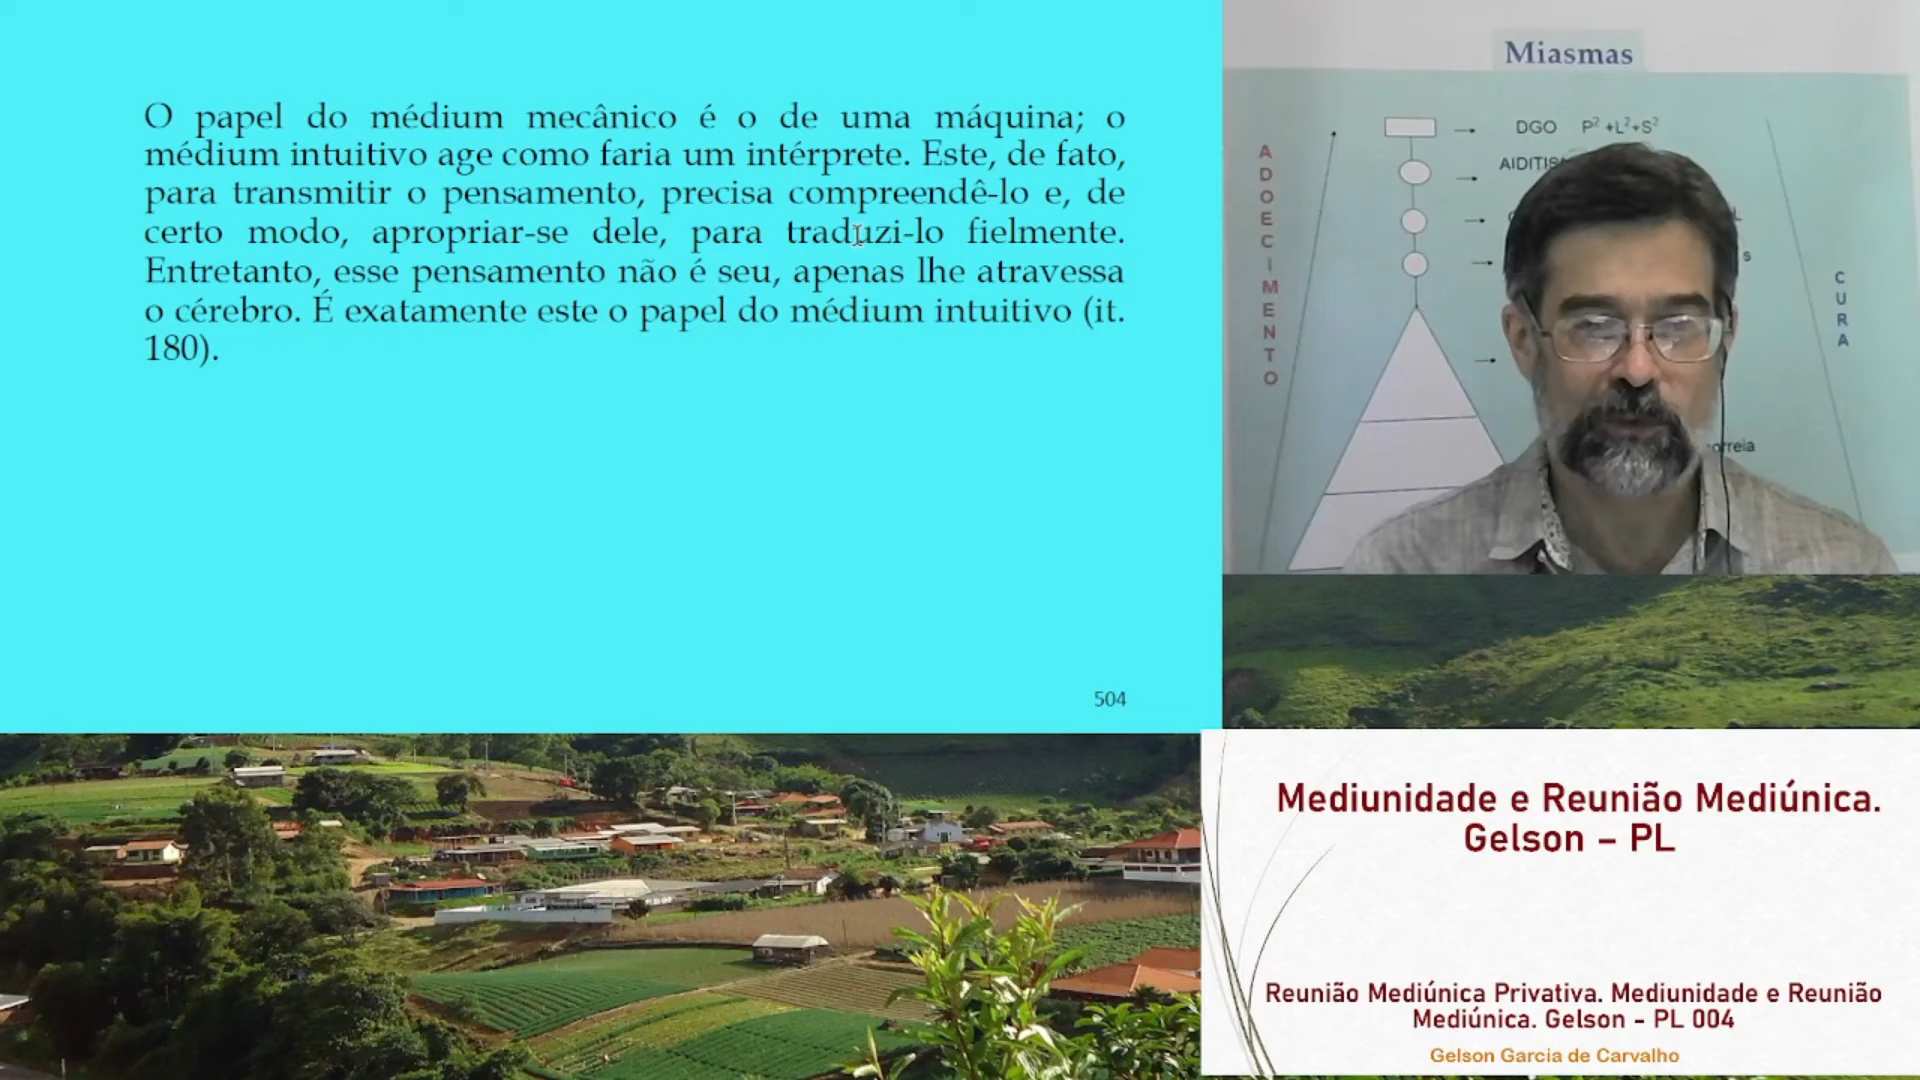 O papel do médium mecânico é o de uma máquina; o
médium intuitivo age como faria um intérprete. Este, de fato,
para transmitir o pensamento, precisa compreendê-lo e, de
certo modo, apropriar-se dele, para traduzi-lo fielmente.
Entretanto, esse pensamento não é seu, apenas lhe atravessa
o cérebro. É exatamente este o papel do médium intuitivo (it.
180).
504
Miasmas
DGO P² +L²+S²
ADOECIMENTO
CURA
Mediunidade e Reunião Mediúnica.
Gelson – PL
Reunião Mediúnica Privativa. Mediunidade e Reunião
Mediúnica. Gelson - PL 004
Gelson Garcia de Carvalho